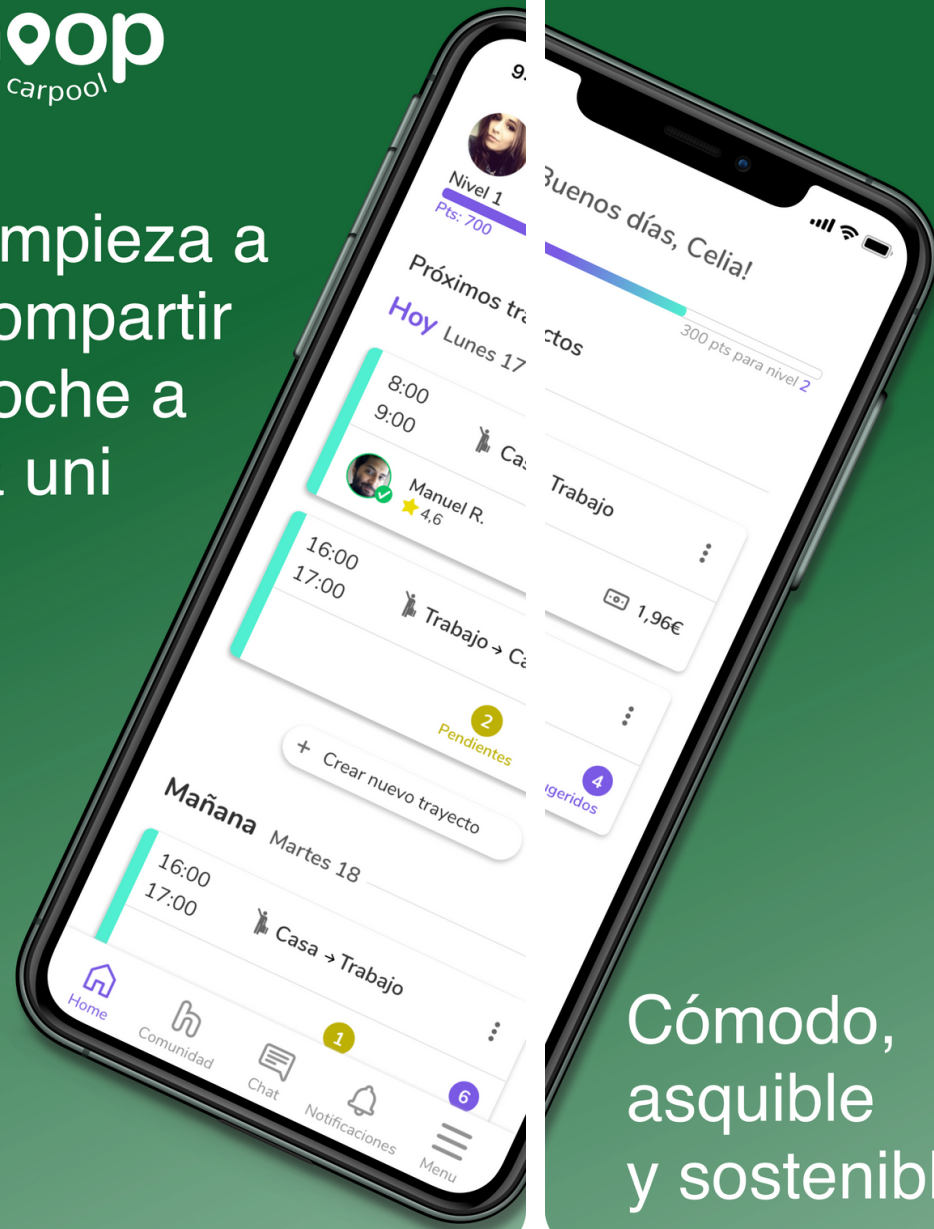 oop
carpool
mpieza a
ompartir
oche a
a uni
9:
Nivel 1
Buenos días, Celia!
Pts: 700
300 pts para nivel 2
Próximos tra
ctos
Hoy Lunes 17
8:00
9:00
Cas
Trabajo
Manuel R.
4,6
1,96€
16:00
17:00
Trabajo → Ca
2
Pendientes
4
ugeridos
+ Crear nuevo trayecto
Mañana Martes 18
16:00
17:00
Casa → Trabajo
1
6
Home
Comunidad
Chat
Notificaciones
Menu
Cómodo,
asquible
y sostenibl